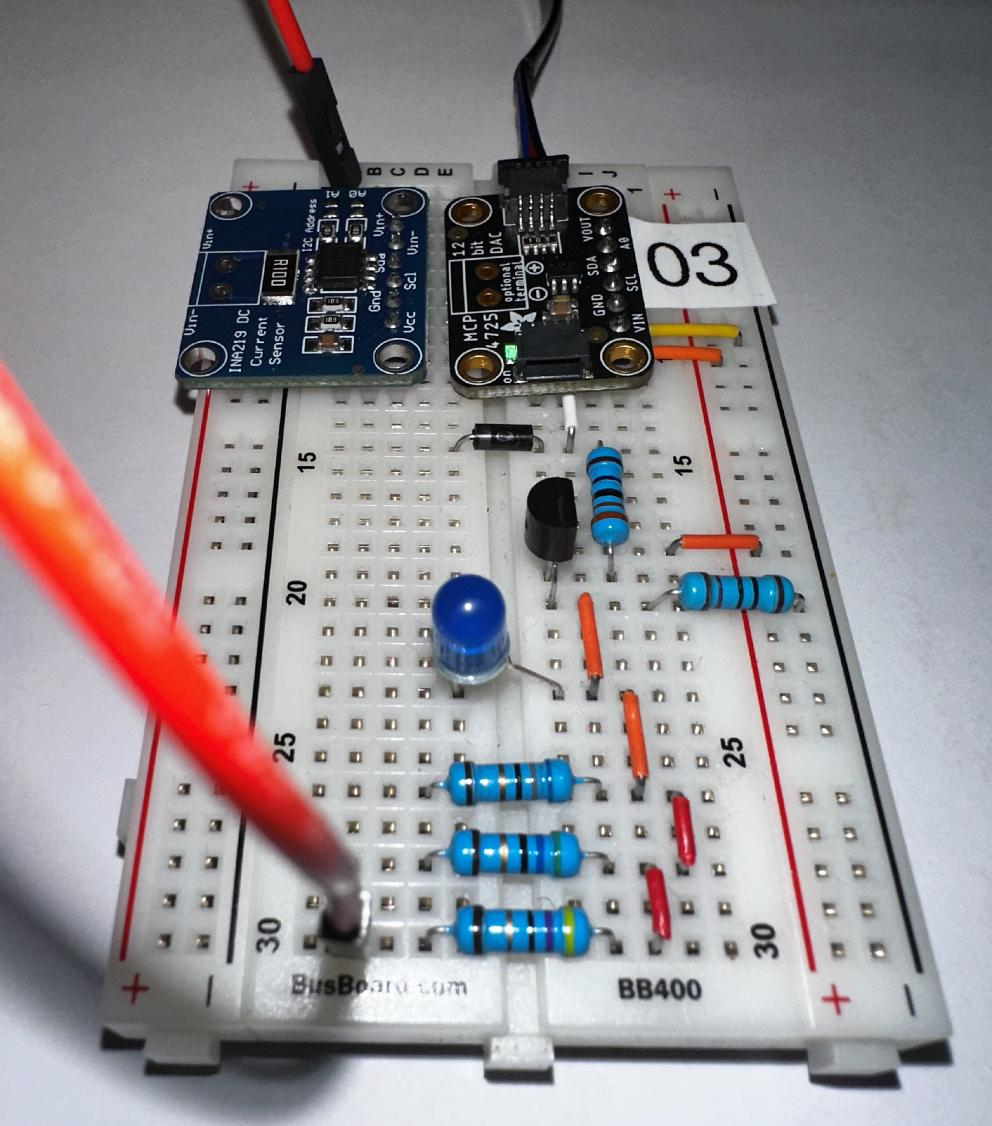 + - B C D E I J 1 + -
I2C Address
Vin+
Vin-
INA219 DC
Current
Sensor
R100
Vin+
Vin-
Sda
Scl
Gnd
Vcc
12
bit
DAC
MCP
4725
optional
terminal
on
VOUT
A0
SDA
SCL
GND
VIN
03
15 15
20
25 25
30 30
+ - BusBoard.com BB400 + -